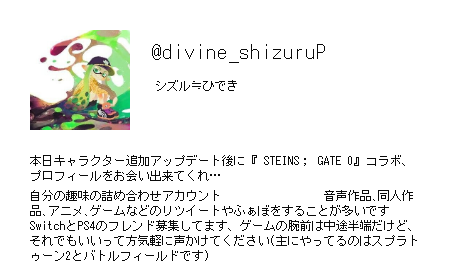 @divine_shizuruP
シズル≒ひでき
本日キャラクター追加アップデート後に『 STEINS; GATE 0』コラボ、
プロフィールをお会い出来てくれ…
自分の趣味の詰め合わせアカウント 音声作品、同人作
品、アニメ、ゲームなどのリツイートやふぁぼをすることが多いです
SwitchとPS4のフレンド募集してます、ゲームの腕前は中途半端だけど、
それでもいいって方気軽に声かけてください(主にやってるのはスプラト
ゥーン2とバトルフィールドです)